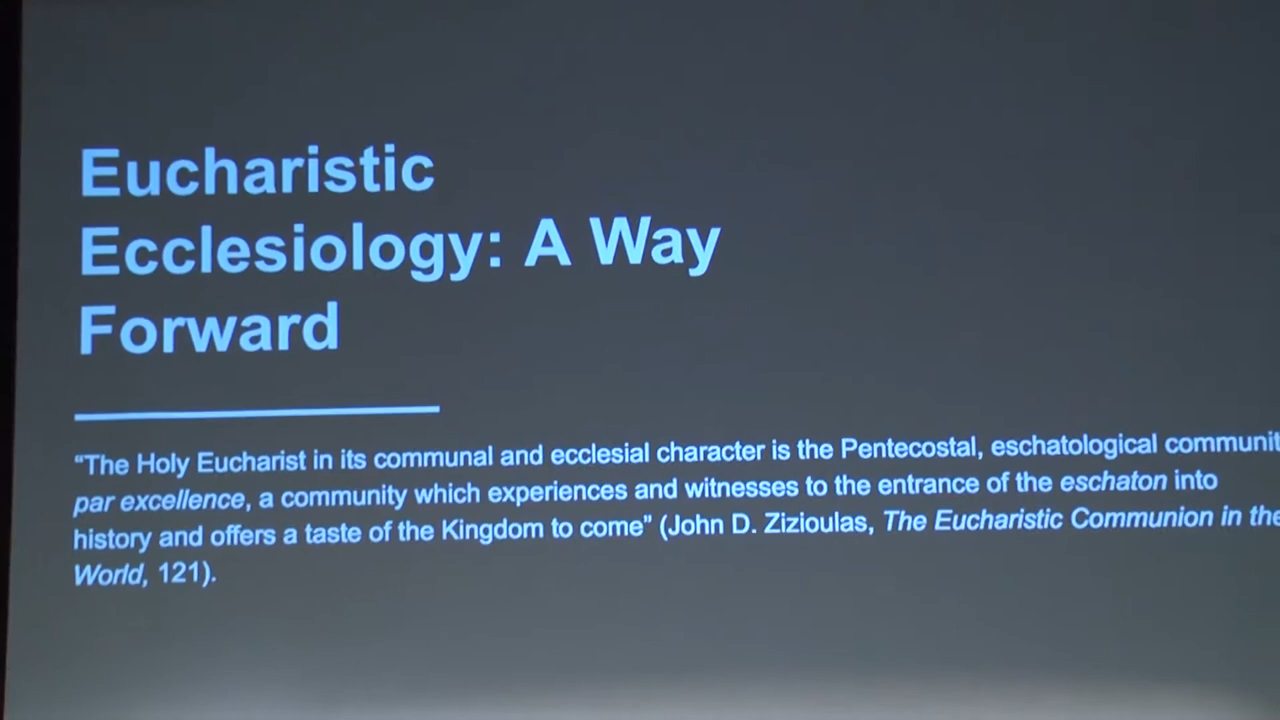 Eucharistic
Ecclesiology: A Way
Forward
“The Holy Eucharist in its communal and ecclesial character is the Pentecostal, eschatological communit
par excellence, a community which experiences and witnesses to the entrance of the eschaton into
history and offers a taste of the Kingdom to come” (John D. Zizioulas, The Eucharistic Communion in the
World, 121).